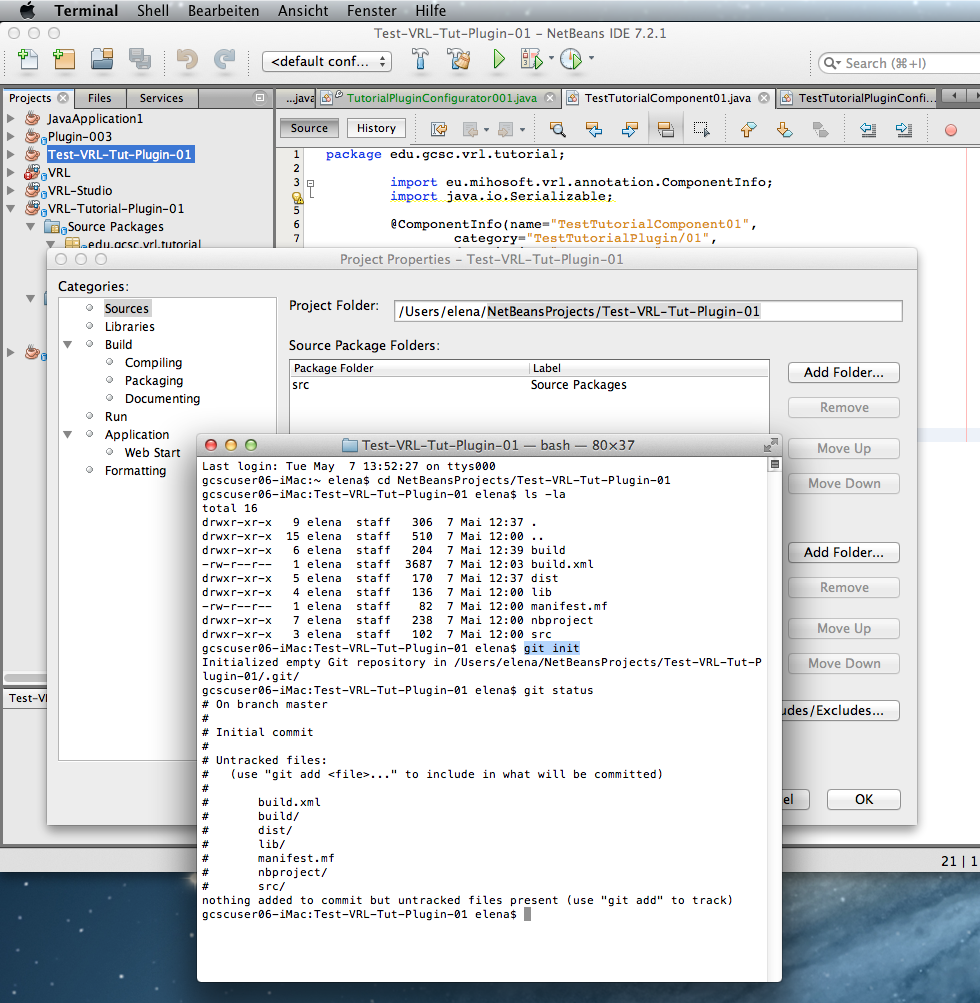 Terminal Shell Bearbeiten Ansicht Fenster Hilfe
Test-VRL-Tut-Plugin-01 - NetBeans IDE 7.2.1
<default conf...
Search (⌘+I)
Projects Files Services
...java TutorialPluginConfigurator001.java TestTutorialComponent01.java TestTutorialPluginConfi...
Source History
JavaApplication1
Plugin-003
Test-VRL-Tut-Plugin-01
VRL
VRL-Studio
VRL-Tutorial-Plugin-01
Source Packages
edu.gcsc.vrl.tutorial
1 package edu.gcsc.vrl.tutorial;
2
3 import eu.mihosoft.vrl.annotation.ComponentInfo;
import java.io.Serializable;
5
6 @ComponentInfo(name="TestTutorialComponent01",
7 category="TestTutorialPlugin/01",
Project Properties - Test-VRL-Tut-Plugin-01
Categories:
Sources
Libraries
Build
Compiling
Packaging
Documenting
Run
Application
Web Start
Formatting
Project Folder: /Users/elena/NetBeansProjects/Test-VRL-Tut-Plugin-01
Source Package Folders:
Package Folder Label
src Source Packages
Add Folder...
Remove
Move Up
Move Down
Add Folder...
Remove
Move Up
Move Down
udes/Excludes...
el OK
Test-V
21 | 1
Test-VRL-Tut-Plugin-01 — bash — 80×37
Last login: Tue May  7 13:52:27 on ttys000
gcscuser06-iMac:~ elena$ cd NetBeansProjects/Test-VRL-Tut-Plugin-01
gcscuser06-iMac:Test-VRL-Tut-Plugin-01 elena$ ls -la
total 16
drwxr-xr-x   9 elena  staff   306  7 Mai 12:37 .
drwxr-xr-x  15 elena  staff   510  7 Mai 12:00 ..
drwxr-xr-x   6 elena  staff   204  7 Mai 12:39 build
-rw-r--r--   1 elena  staff  3687  7 Mai 12:03 build.xml
drwxr-xr-x   5 elena  staff   170  7 Mai 12:37 dist
drwxr-xr-x   4 elena  staff   136  7 Mai 12:00 lib
-rw-r--r--   1 elena  staff    82  7 Mai 12:00 manifest.mf
drwxr-xr-x   7 elena  staff   238  7 Mai 12:00 nbproject
drwxr-xr-x   3 elena  staff   102  7 Mai 12:00 src
gcscuser06-iMac:Test-VRL-Tut-Plugin-01 elena$ git init
Initialized empty Git repository in /Users/elena/NetBeansProjects/Test-VRL-Tut-P
lugin-01/.git/
gcscuser06-iMac:Test-VRL-Tut-Plugin-01 elena$ git status
# On branch master
#
# Initial commit
#
# Untracked files:
#   (use "git add <file>..." to include in what will be committed)
#
#       build.xml
#       build/
#       dist/
#       lib/
#       manifest.mf
#       nbproject/
#       src/
nothing added to commit but untracked files present (use "git add" to track)
gcscuser06-iMac:Test-VRL-Tut-Plugin-01 elena$